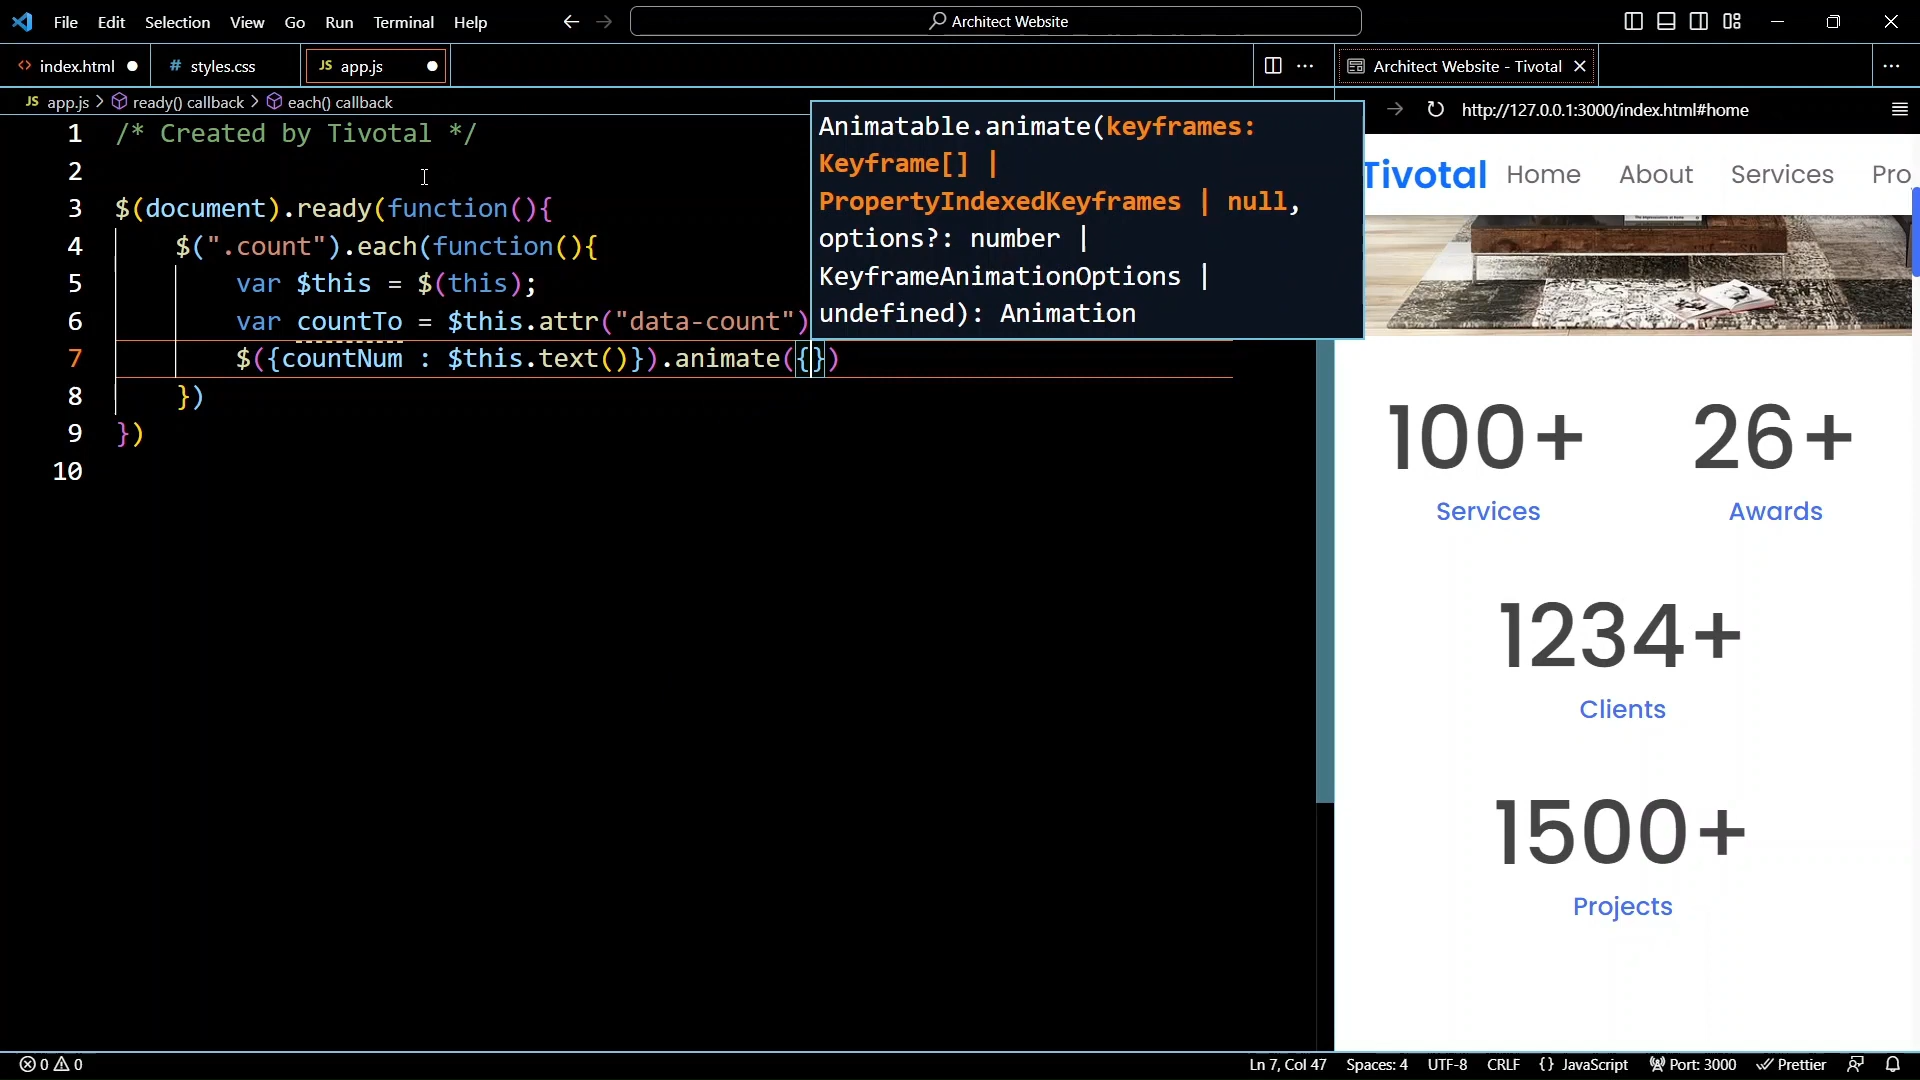 File Edit Selection View Go Run Terminal Help
Architect Website
index.html
# styles.css
JS app.js
Architect Website - Tivotal
JS app.js > ready() callback > each() callback
http://127.0.0.1:3000/index.html#home
1 /* Created by Tivotal */
2
3 $(document).ready(function(){
4 $(".count").each(function(){
5 var $this = $(this);
6 var countTo = $this.attr("data-count")
7 $({countNum : $this.text()}).animate({})
8 })
9 })
10
Animatable.animate(keyframes:
Keyframe[] |
PropertyIndexedKeyframes | null,
options?: number |
KeyframeAnimationOptions |
undefined): Animation
Tivotal Home About Services Pro
100+ 26+
Services Awards
1234+
Clients
1500+
Projects
0 0
Ln 7, Col 47 Spaces: 4 UTF-8 CRLF {} JavaScript Port: 3000 Prettier